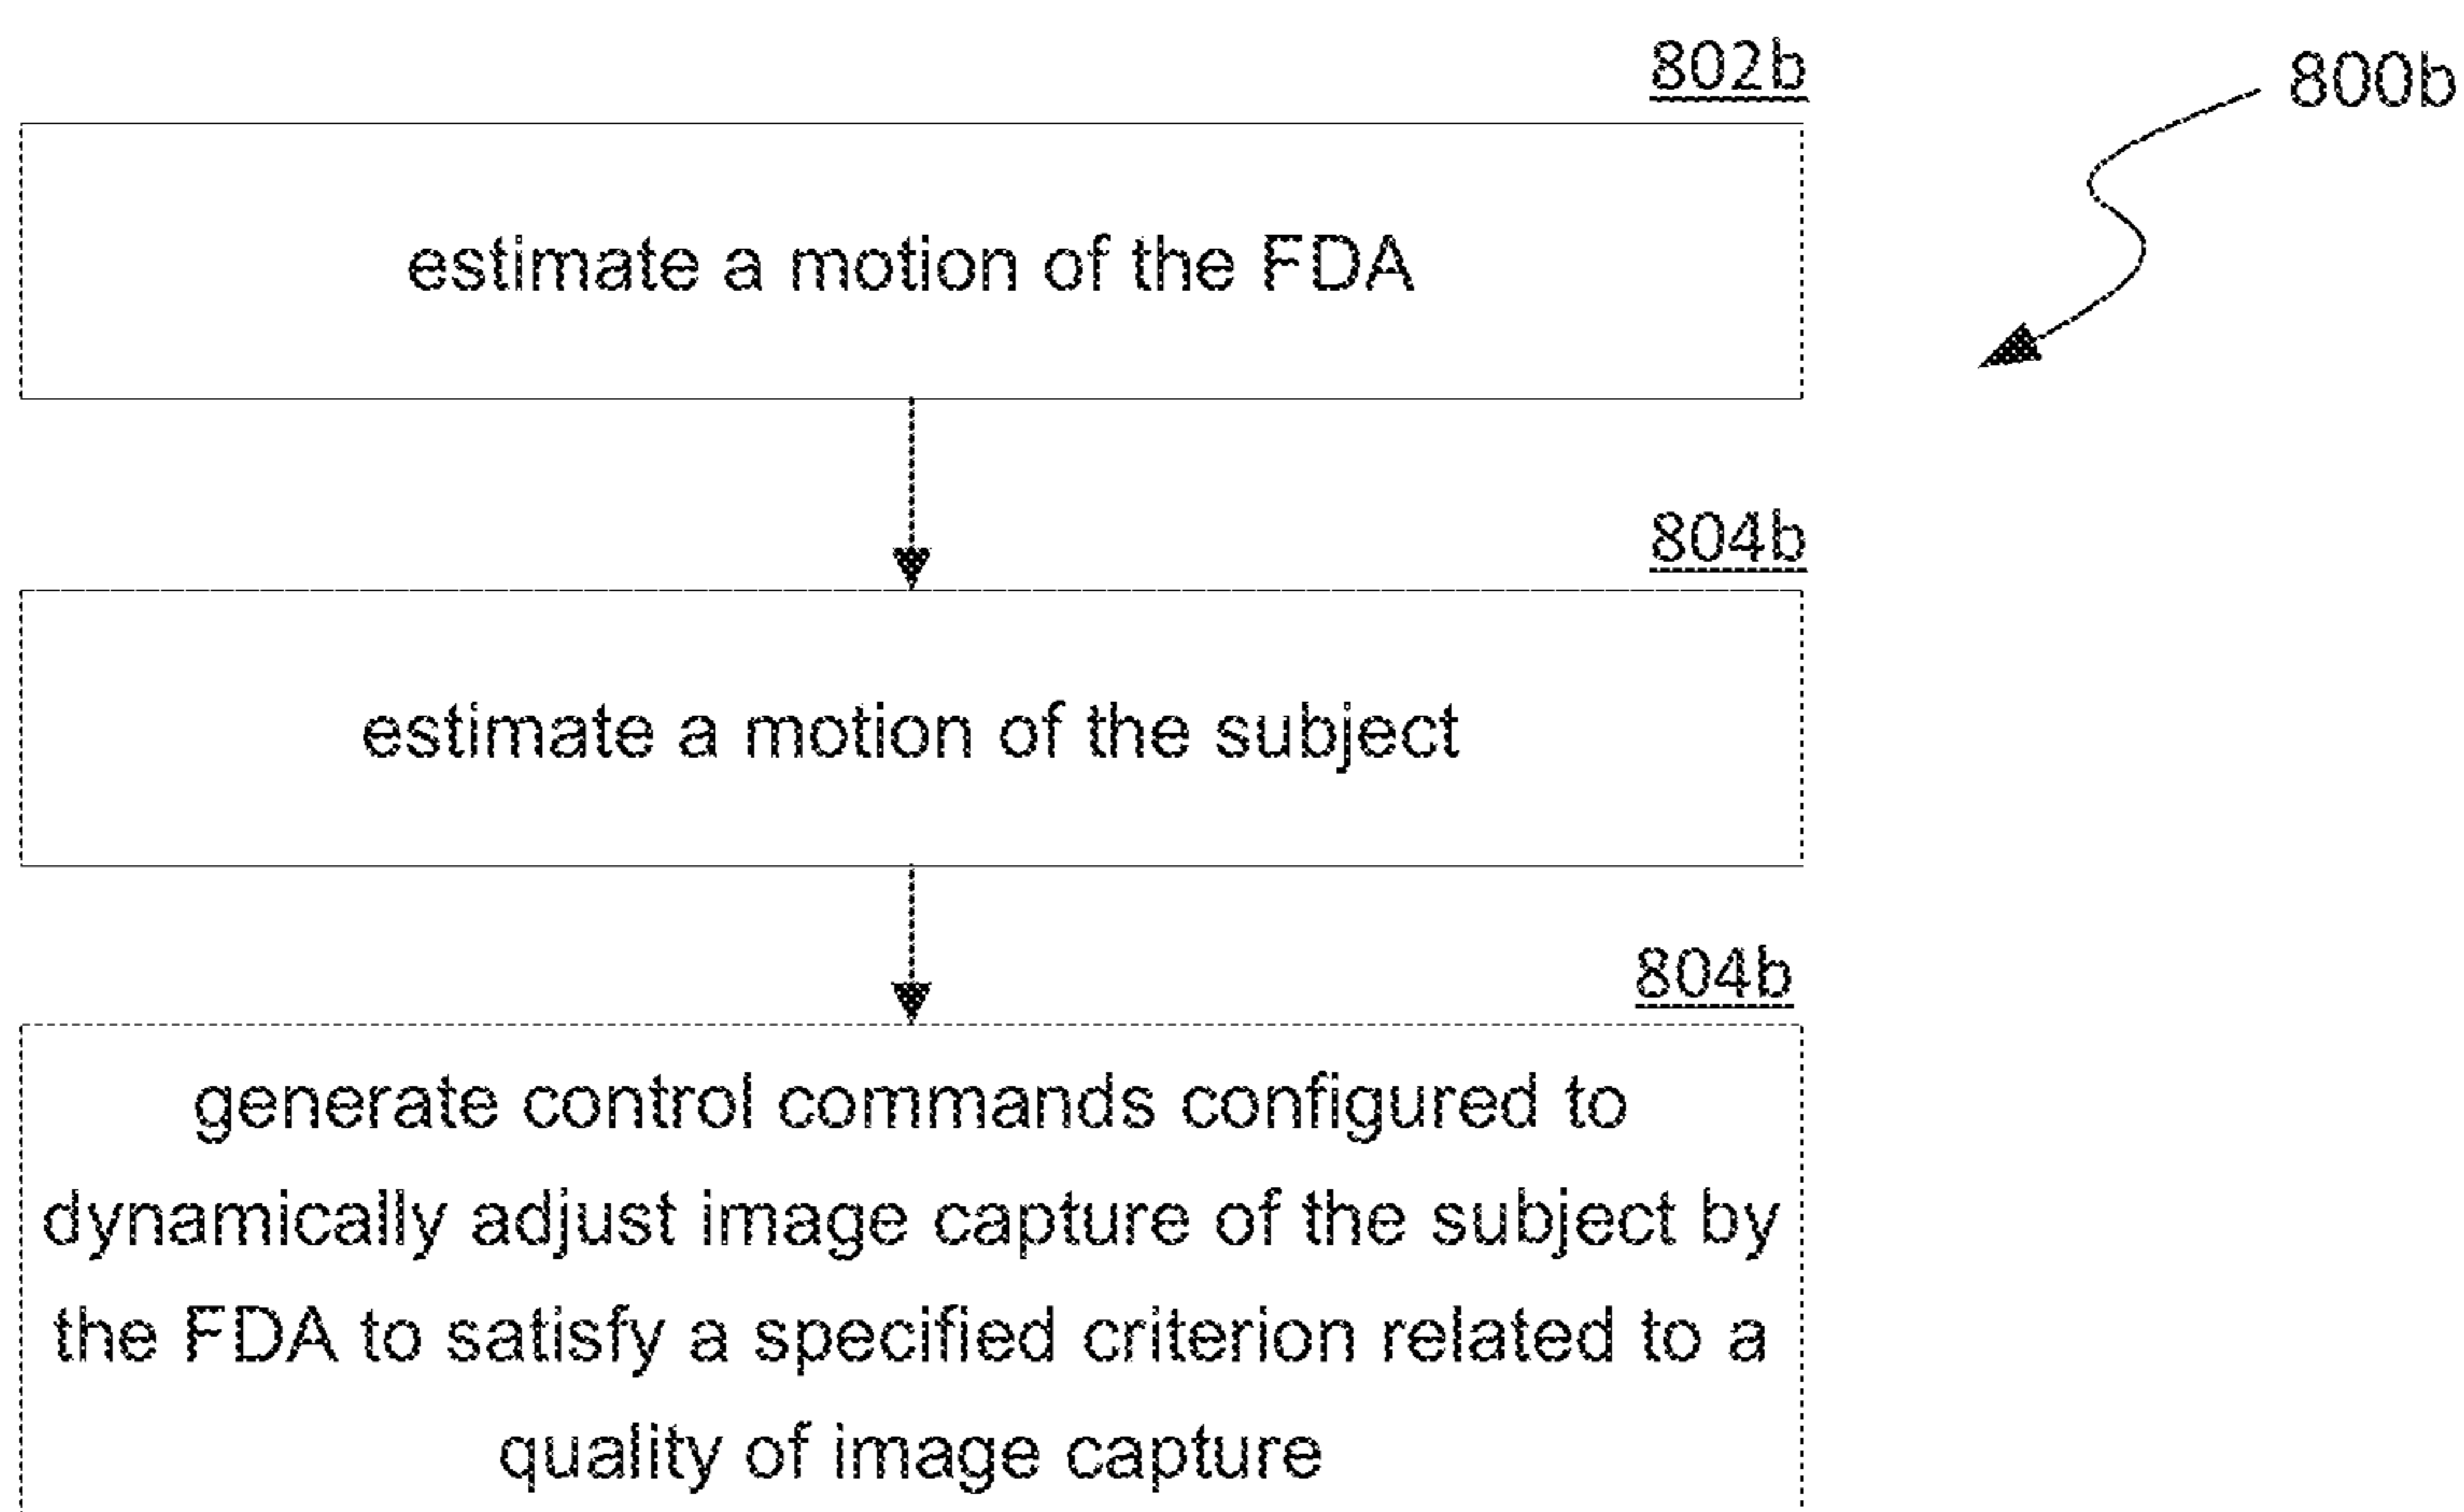 802b
800b
estimate a motion of the FDA
804b
estimate a motion of the subject
804b
generate control commands configured to
dynamically adjust image capture of the subject by
the FDA to satisfy a specified criterion related to a
quality of image capture